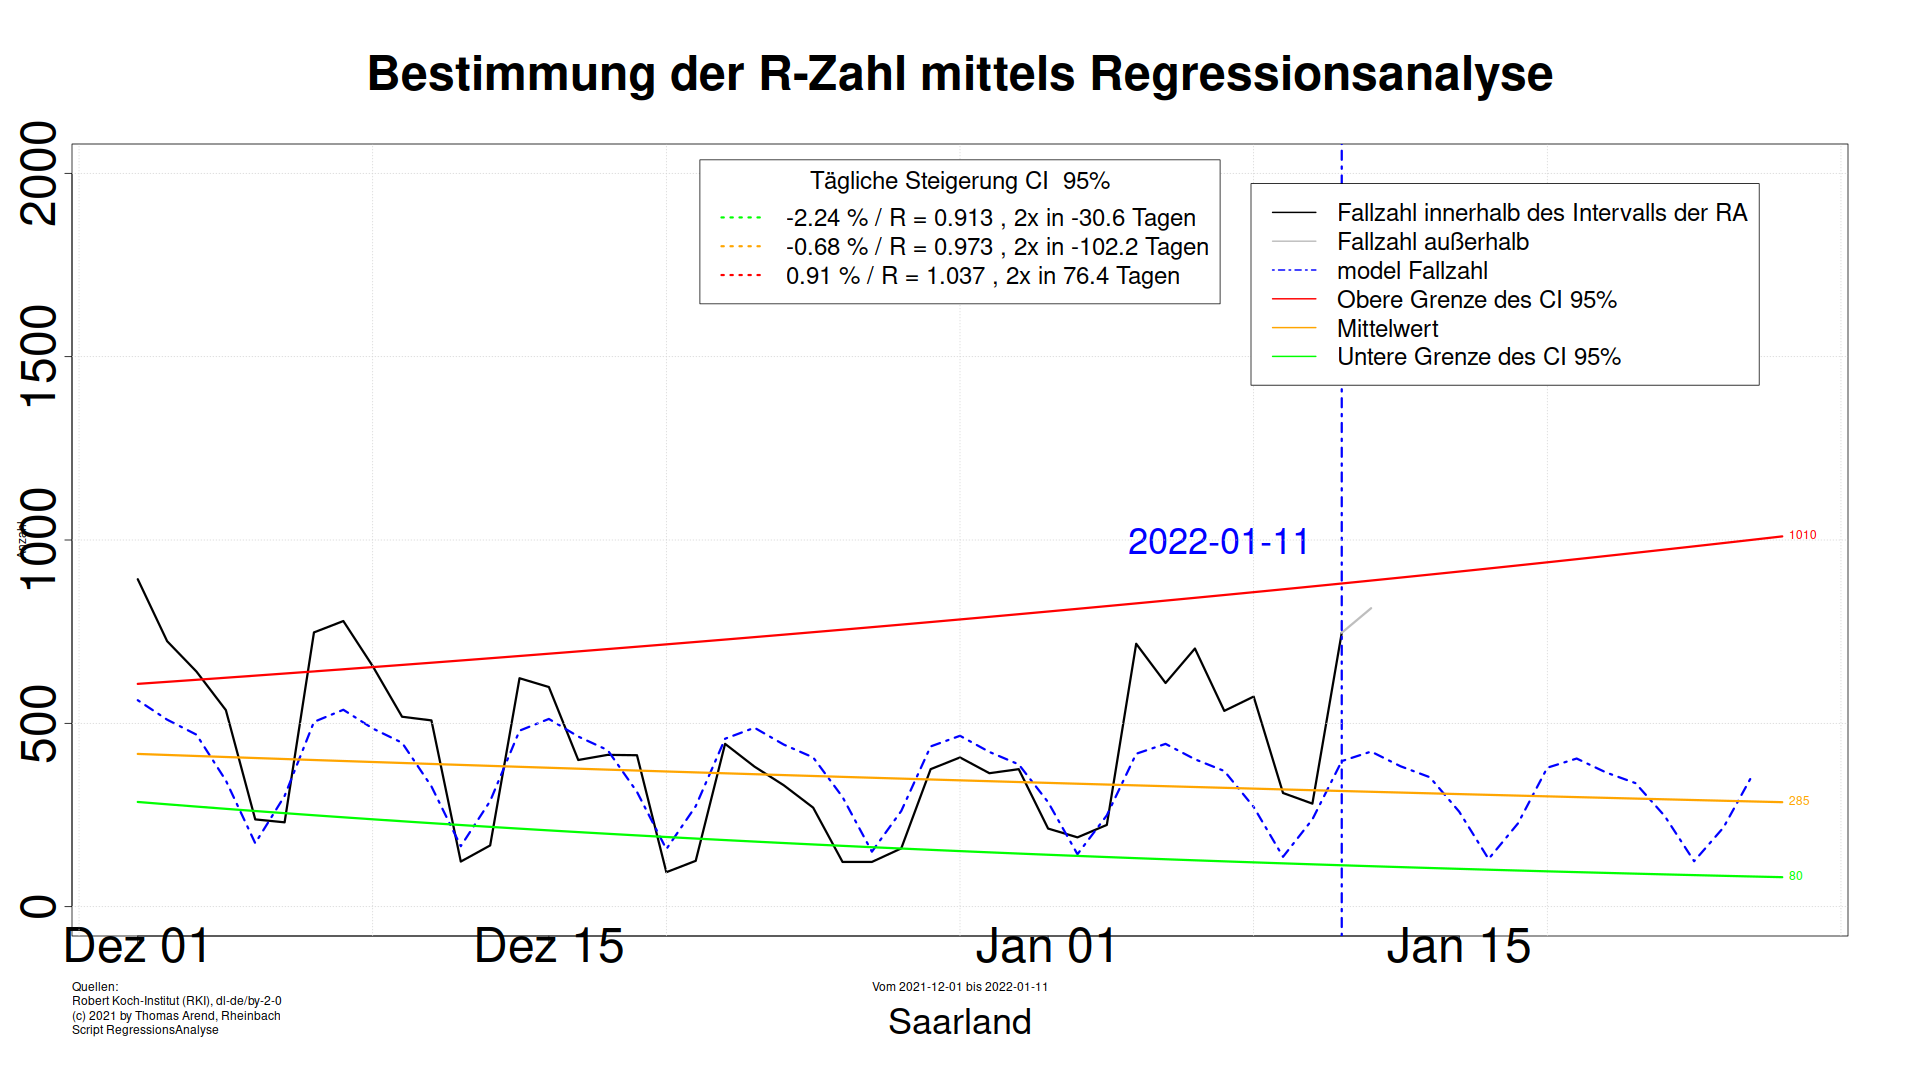 Bestimmung der R-Zahl mittels Regressionsanalyse
Tägliche Steigerung CI  95%
-2.24 % / R = 0.913 , 2x in -30.6 Tagen
-0.68 % / R = 0.973 , 2x in -102.2 Tagen
0.91 % / R = 1.037 , 2x in 76.4 Tagen
Fallzahl innerhalb des Intervalls der RA
Fallzahl außerhalb
model Fallzahl
Obere Grenze des CI 95%
Mittelwert
Untere Grenze des CI 95%
2000
1500
1000
500
0
Anzahl
2022-01-11
1010
285
80
Dez 01
Dez 15
Jan 01
Jan 15
Quellen:
Robert Koch-Institut (RKI), dl-de/by-2-0
(c) 2021 by Thomas Arend, Rheinbach
Script RegressionsAnalyse
Vom 2021-12-01 bis 2022-01-11
Saarland